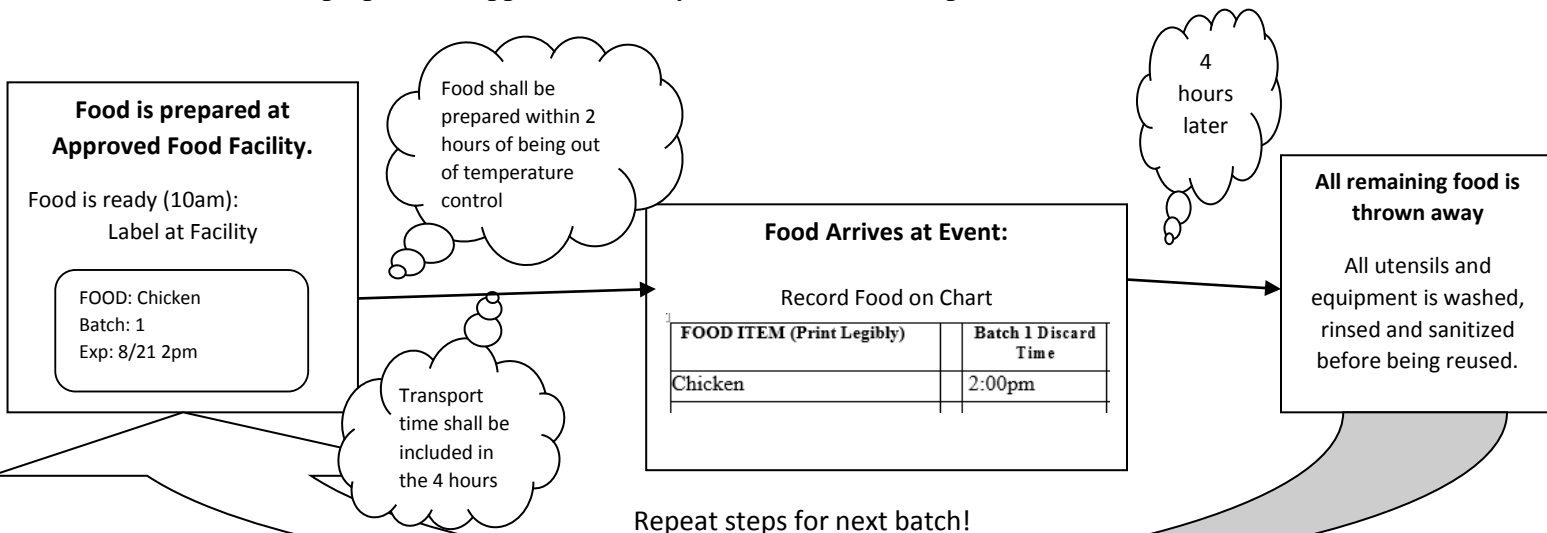 Food is prepared at
Approved Food Facility.
Food is ready (10am):
Label at Facility
FOOD: Chicken
Batch: 1
Exp: 8/21 2pm
Food shall be
prepared within 2
hours of being out
of temperature
control
Transport
time shall be
included in
the 4 hours
Food Arrives at Event:
Record Food on Chart
FOOD ITEM (Print Legibly)
Batch 1 Discard
Time
Chicken
2:00pm
4
hours
later
All remaining food is
thrown away
All utensils and
equipment is washed,
rinsed and sanitized
before being reused.
Repeat steps for next batch!